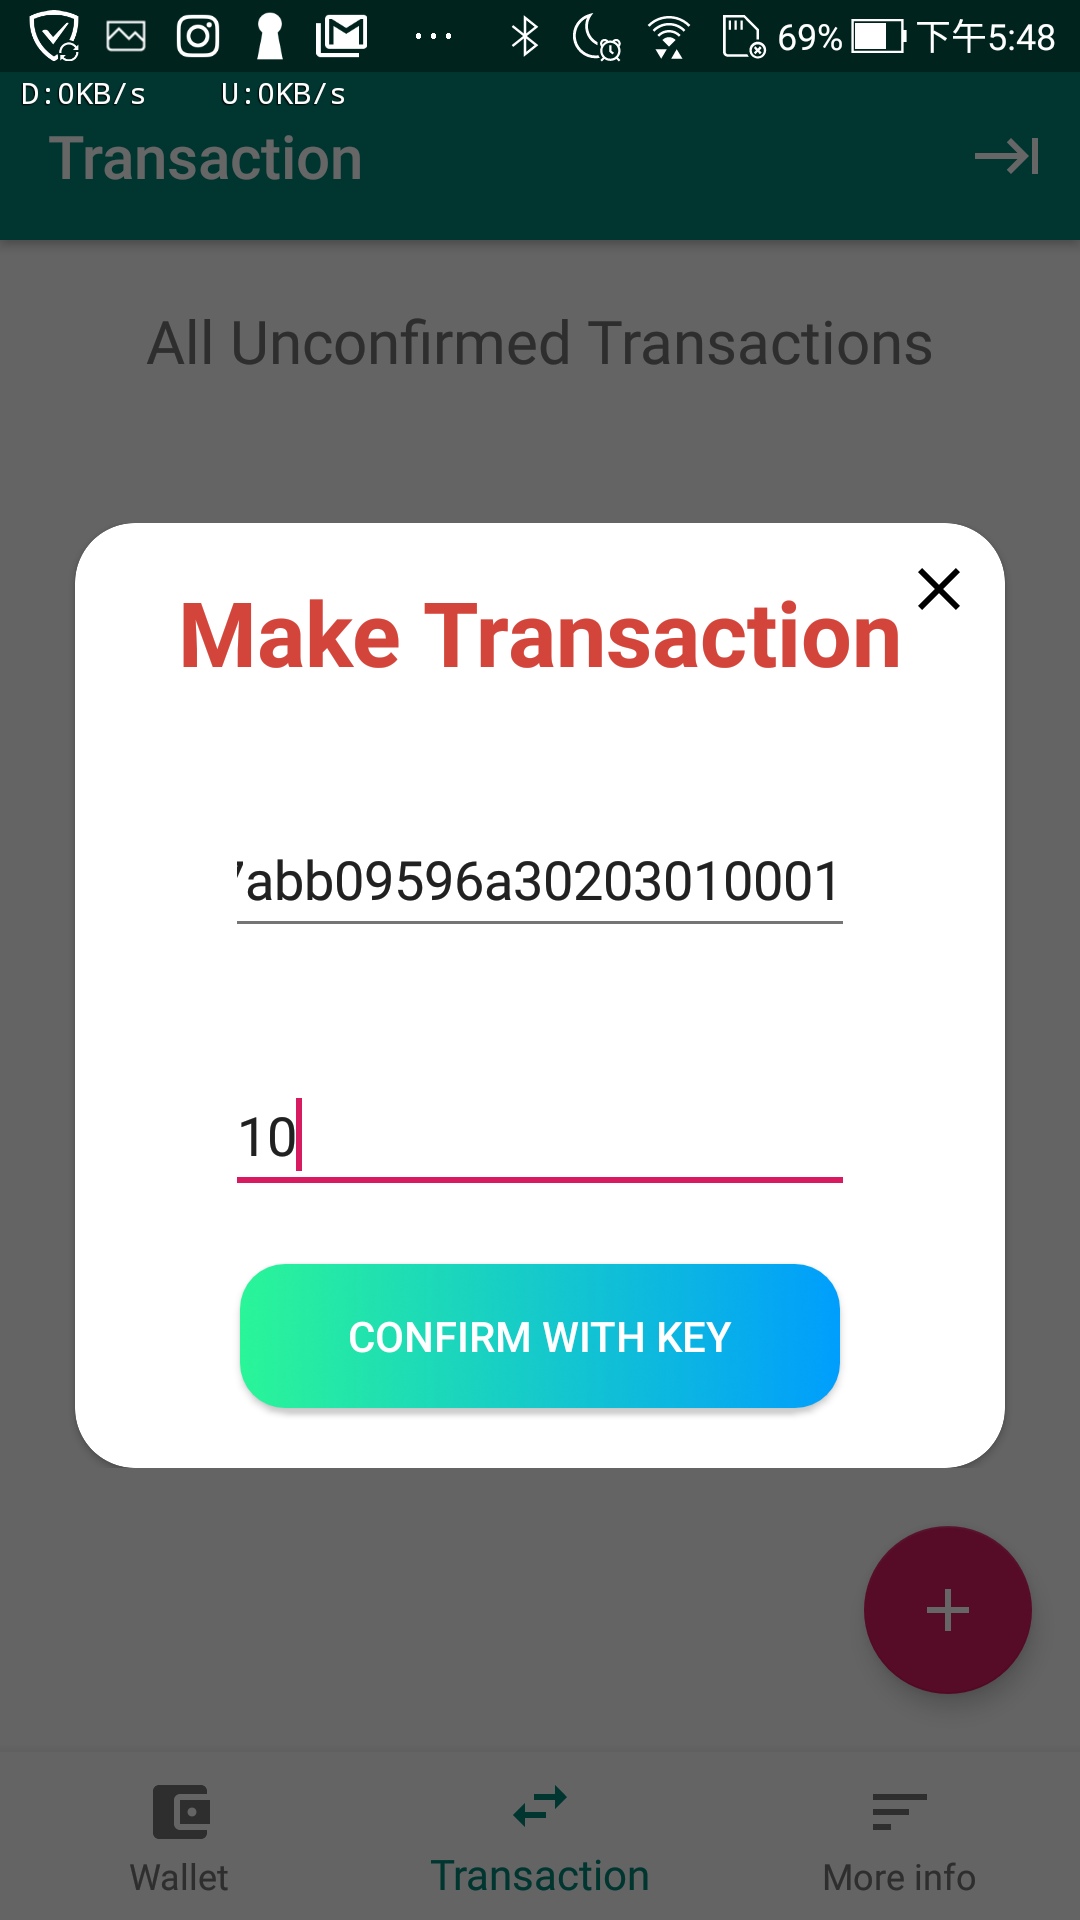 69% 下午5:48
D:0KB/s U:0KB/s
Transaction
All Unconfirmed Transactions
Make Transaction
abb09596a30203010001
10
CONFIRM WITH KEY
Wallet Transaction More info